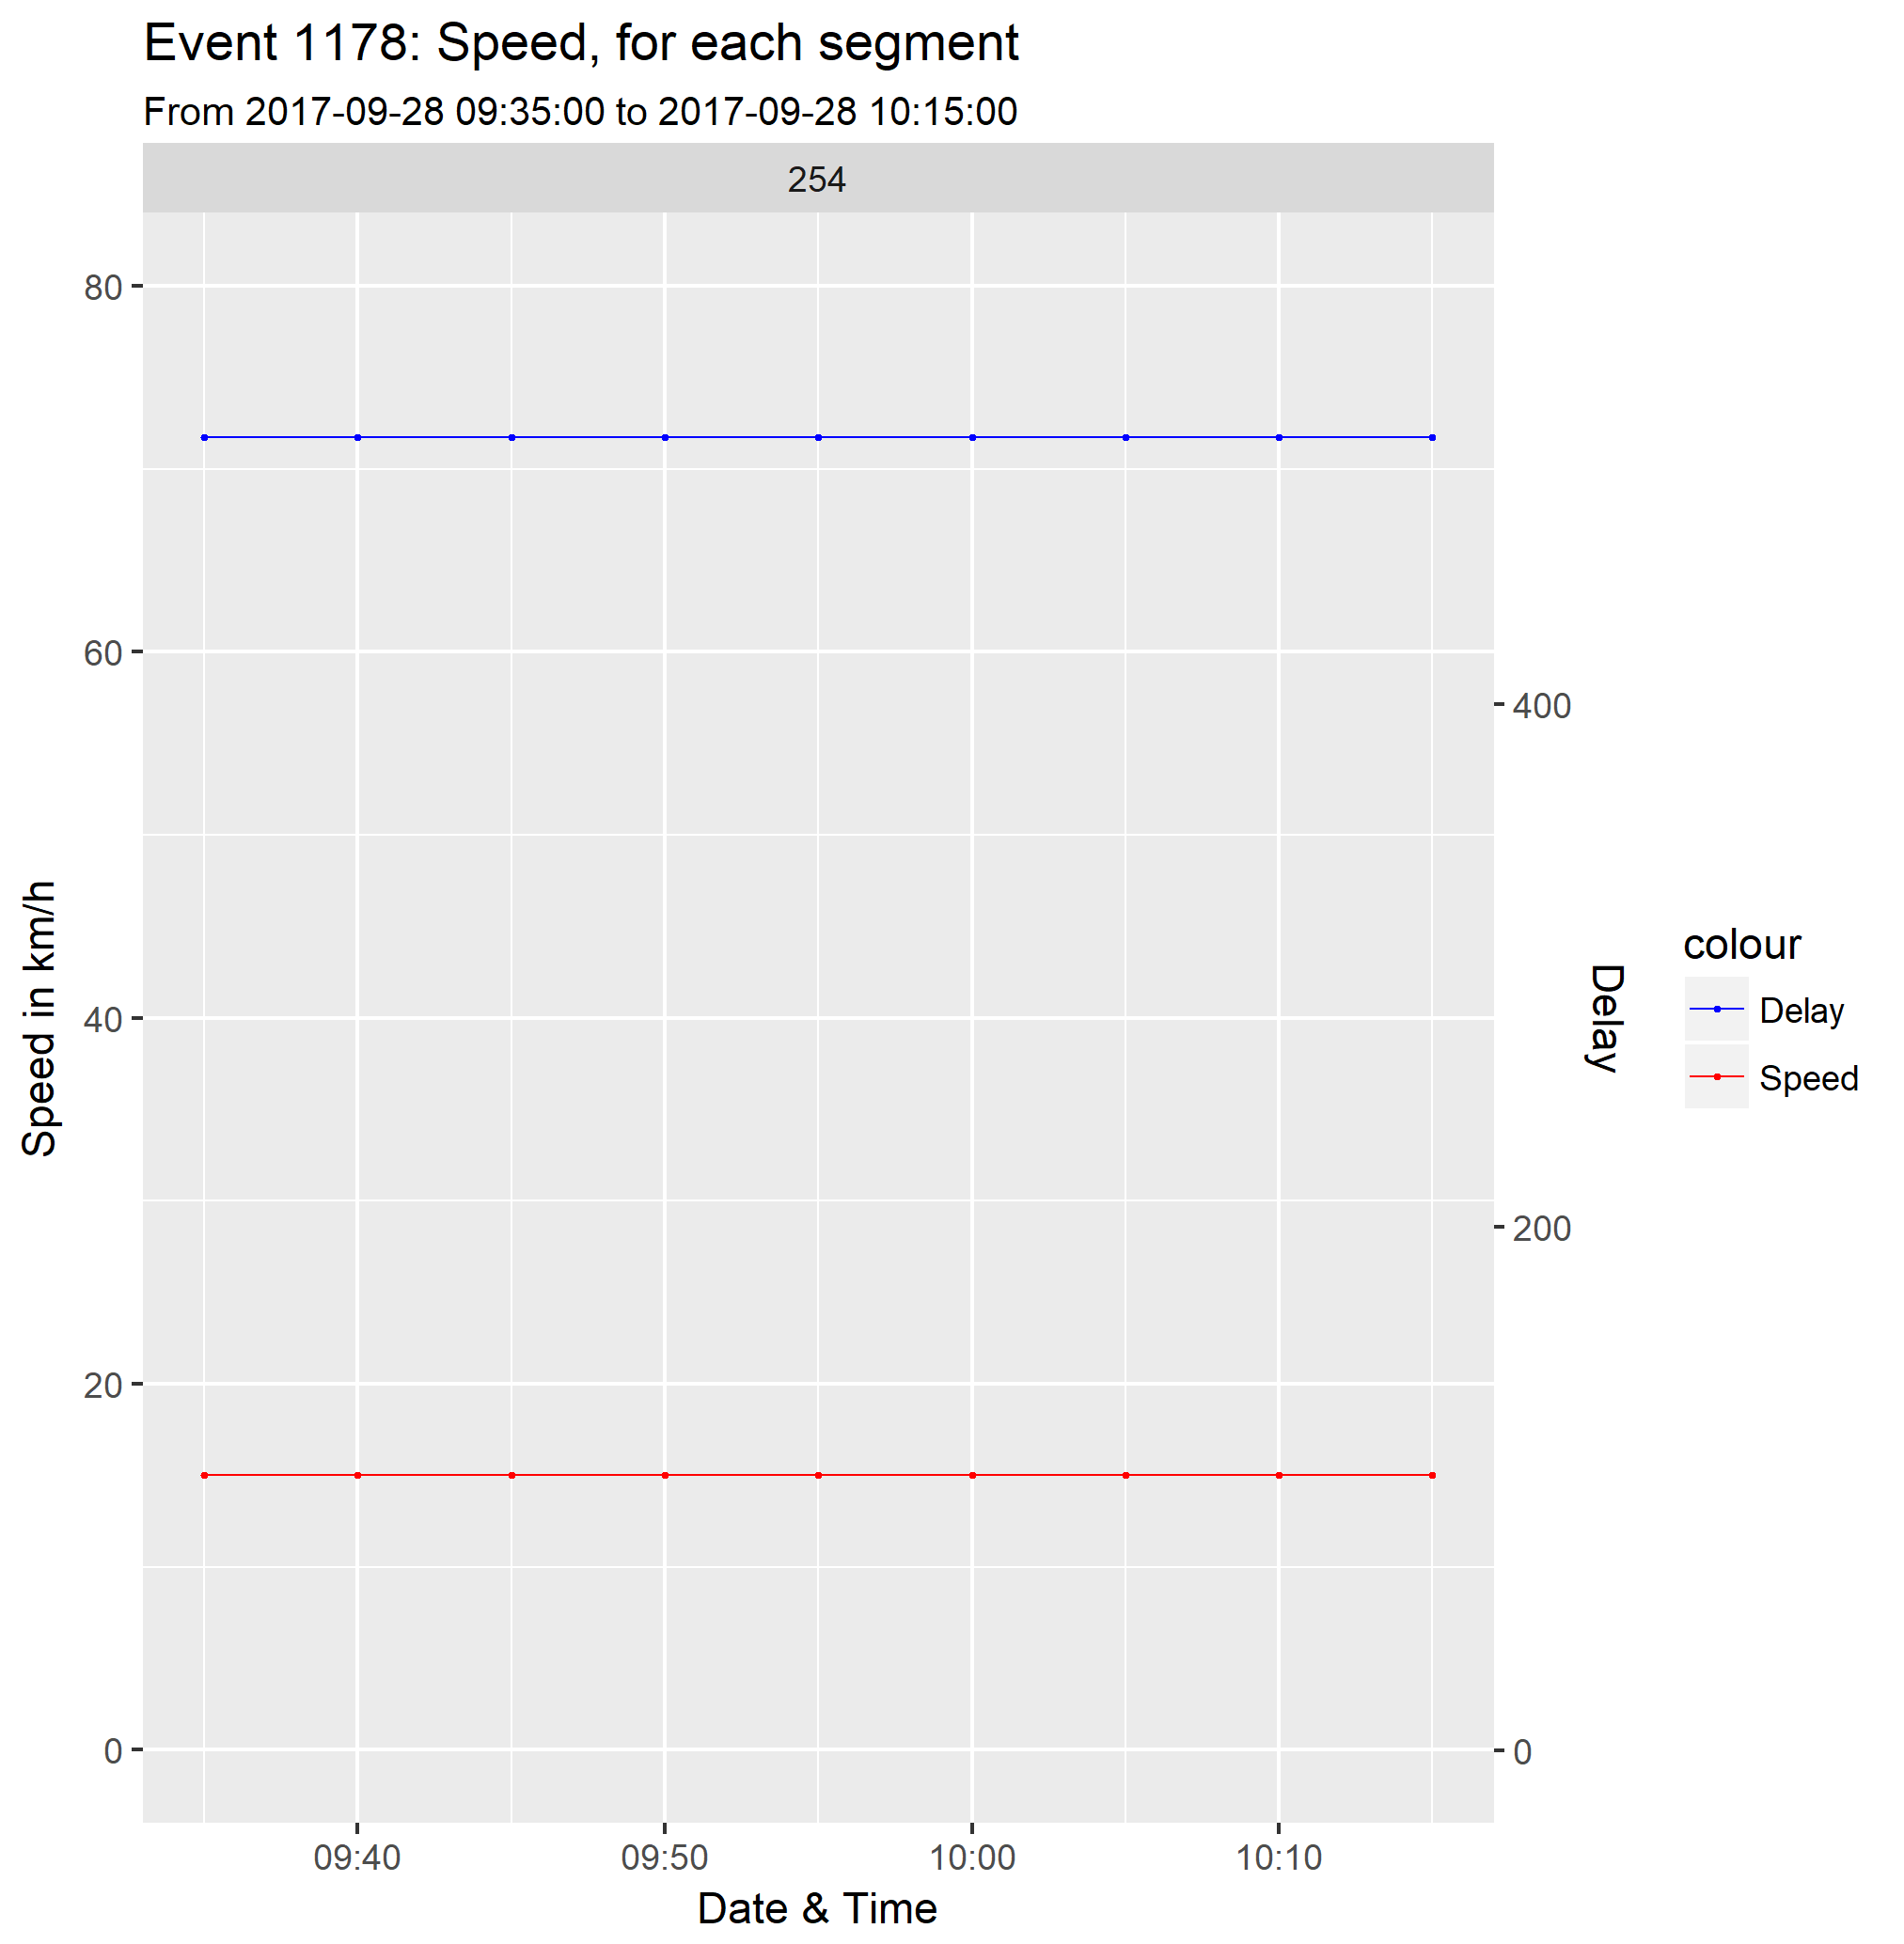 Event 1178: Speed, for each segment
From 2017-09-28 09:35:00 to 2017-09-28 10:15:00
254
80
60
40
20
0
Speed in km/h
400
200
0
Delay
colour
Delay
Speed
09:40 09:50 10:00 10:10
Date & Time